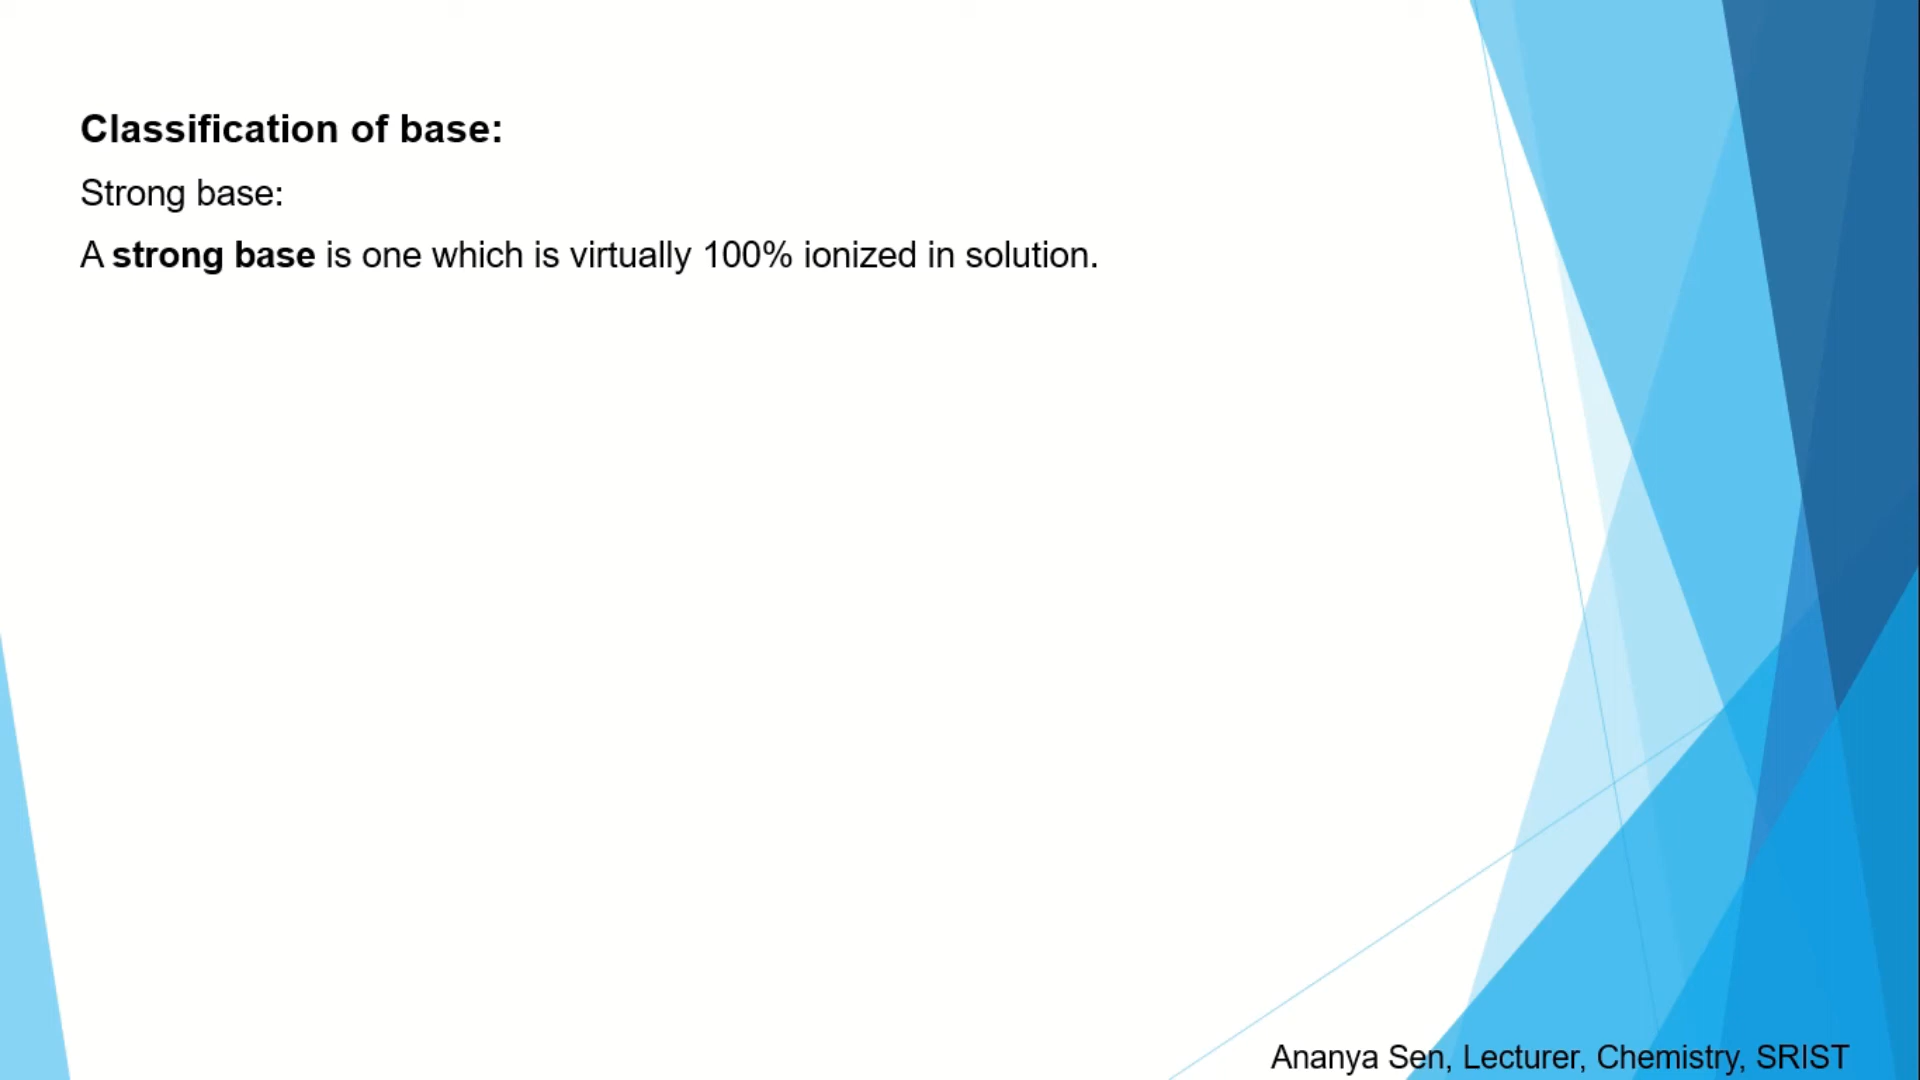 Classification of base:
Strong base:
A strong base is one which is virtually 100% ionized in solution.
Ananya Sen, Lecturer, Chemistry, SRIST